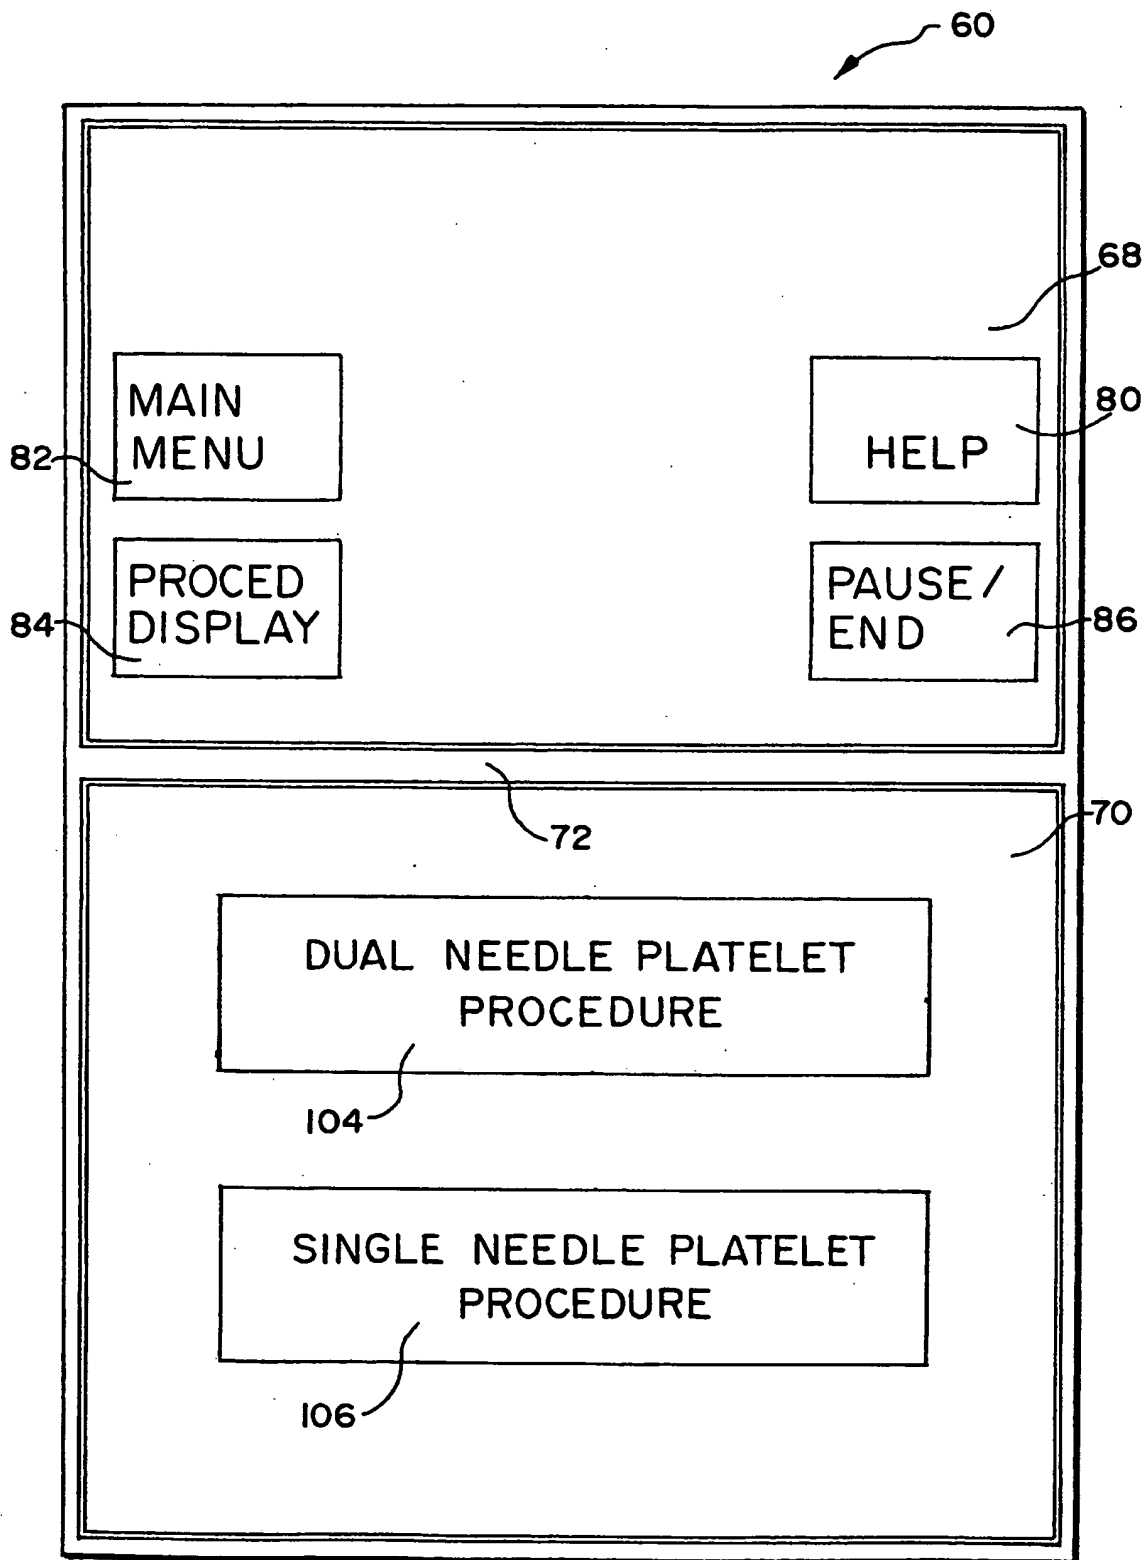 60
68
MAIN
MENU
82
HELP
80
PROCED
DISPLAY
84
PAUSE/
END
86
72
70
DUAL NEEDLE PLATELET
PROCEDURE
104
SINGLE NEEDLE PLATELET
PROCEDURE
106